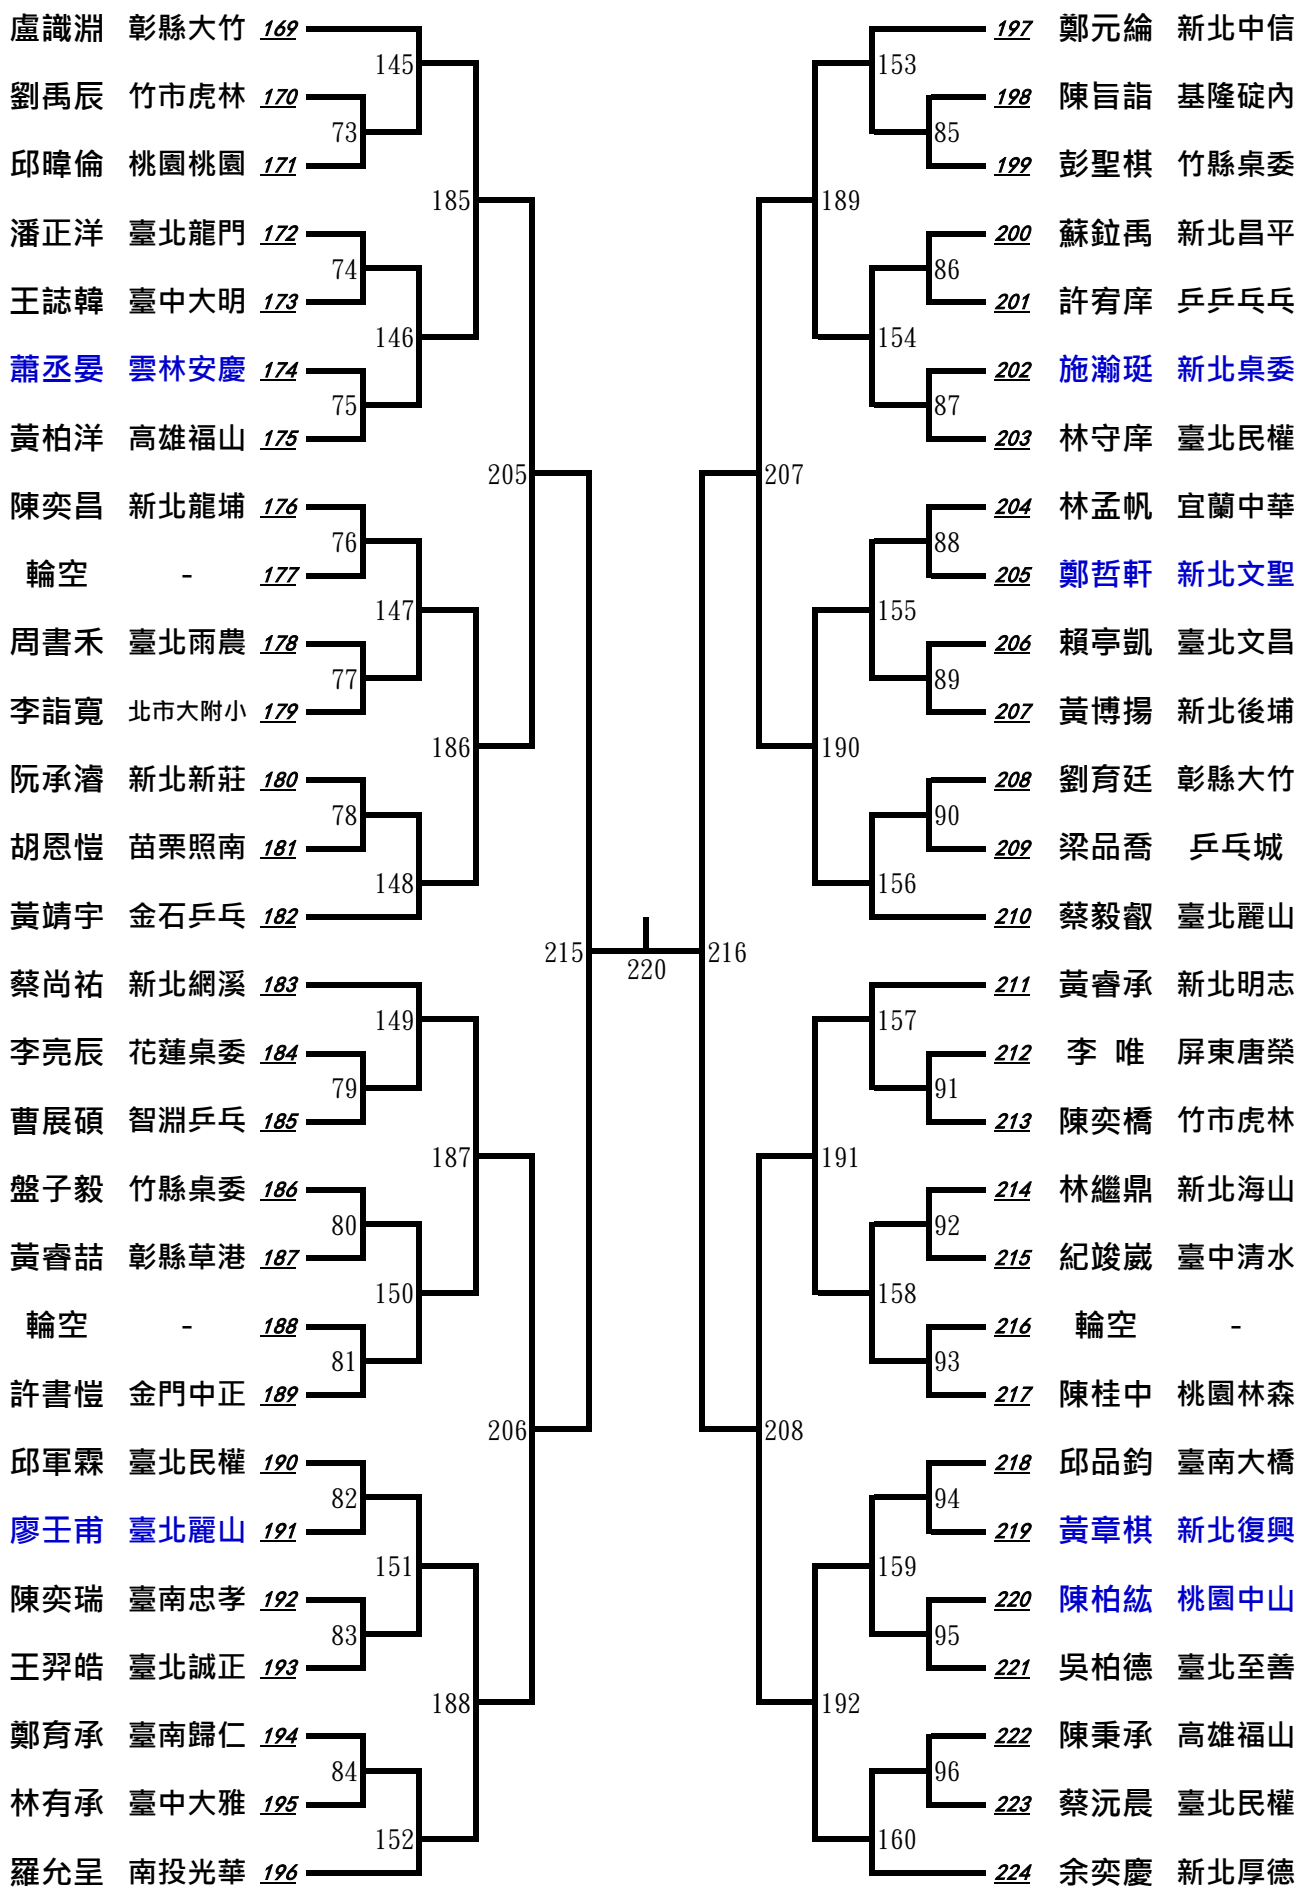 盧識淵 彰縣大竹 169
145
劉禹辰 竹市虎林 170
73
邱暐倫 桃園桃園 171
185
潘正洋 臺北龍門 172
74
王誌韓 臺中大明 173
146
蕭丞晏 雲林安慶 174
75
黃柏洋 高雄福山 175
205
陳奕昌 新北龍埔 176
76
輪空 - 177
147
周書禾 臺北雨農 178
77
李詣寬 北市大附小 179
186
阮承濬 新北新莊 180
78
胡恩愷 苗栗照南 181
148
黃靖宇 金石乒乓 182
215
蔡尚祐 新北網溪 183
149
李亮辰 花蓮桌委 184
79
曹展碩 智淵乒乓 185
187
盤子毅 竹縣桌委 186
80
黃睿喆 彰縣草港 187
150
輪空 - 188
81
許書愷 金門中正 189
206
邱軍霖 臺北民權 190
82
廖王甫 臺北麗山 191
151
陳奕瑞 臺南忠孝 192
83
王羿皓 臺北誠正 193
188
鄭育承 臺南歸仁 194
84
林有承 臺中大雅 195
152
羅允呈 南投光華 196
220
197 鄭元綸 新北中信
153
198 陳旨詣 基隆碇內
85
199 彭聖棋 竹縣桌委
189
200 蘇鉝禹 新北昌平
86
201 許宥庠 乒乒乓乓
154
202 施瀚珽 新北桌委
87
203 林守庠 臺北民權
207
204 林孟帆 宜蘭中華
88
205 鄭哲軒 新北文聖
155
206 賴亭凱 臺北文昌
89
207 黃博揚 新北後埔
190
208 劉育廷 彰縣大竹
90
209 梁品喬 乒乓城
156
210 蔡毅叡 臺北麗山
216
211 黃睿承 新北明志
157
212 李 唯 屏東唐榮
91
213 陳奕橋 竹市虎林
191
214 林繼鼎 新北海山
92
215 紀竣崴 臺中清水
158
216 輪空 -
93
217 陳桂中 桃園林森
208
218 邱品鈞 臺南大橋
94
219 黃章棋 新北復興
159
220 陳柏紘 桃園中山
95
221 吳柏德 臺北至善
192
222 陳秉承 高雄福山
96
223 蔡沅晨 臺北民權
160
224 余奕慶 新北厚德